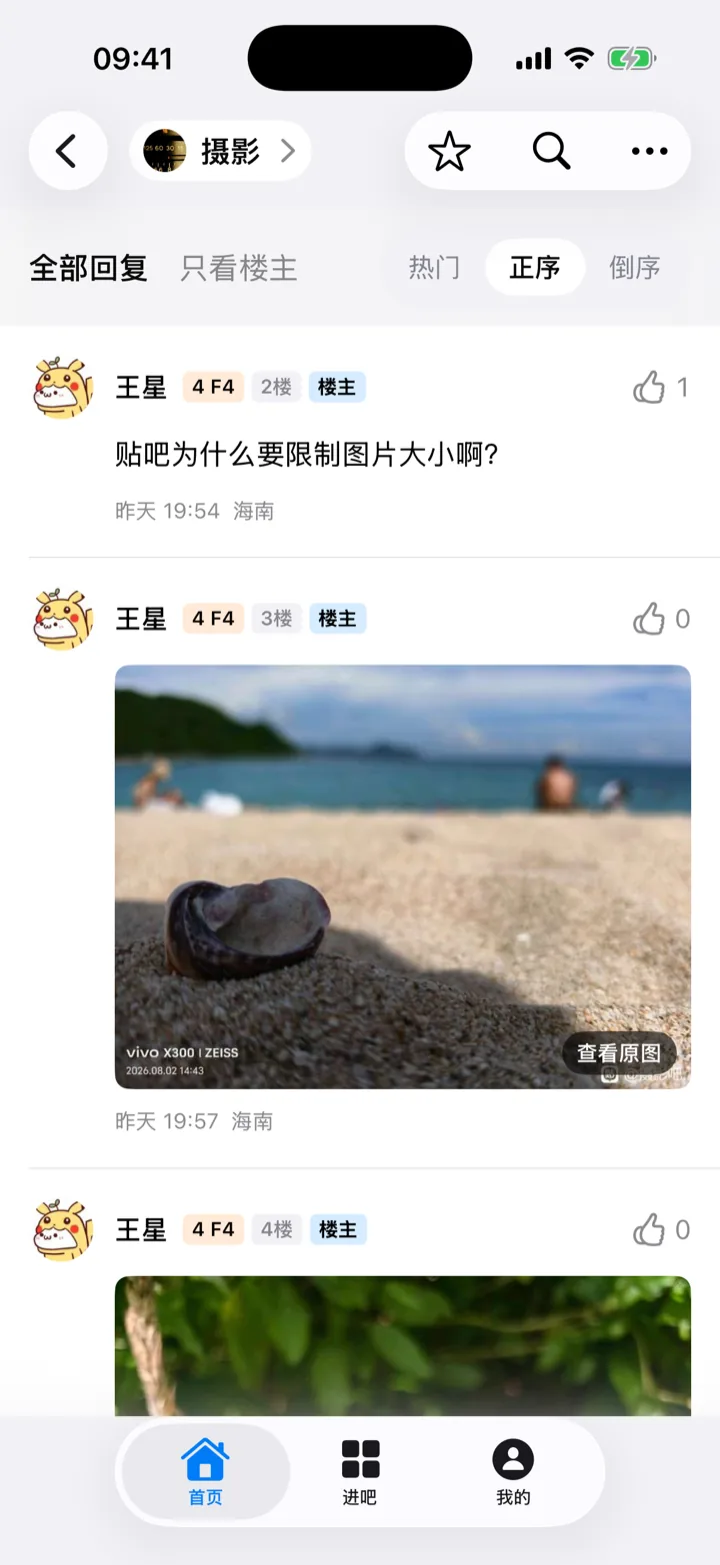 09:41
摄影
全部回复 只看楼主 热门 正序 倒序
王星 4 F4 2楼 楼主 1
贴吧为什么要限制图片大小啊?
昨天 19:54 海南
王星 4 F4 3楼 楼主 0
vivo X300 | ZEISS
2026.08.02 14:43
查看原图
昨天 19:57 海南
王星 4 F4 4楼 楼主 0
首页 进吧 我的